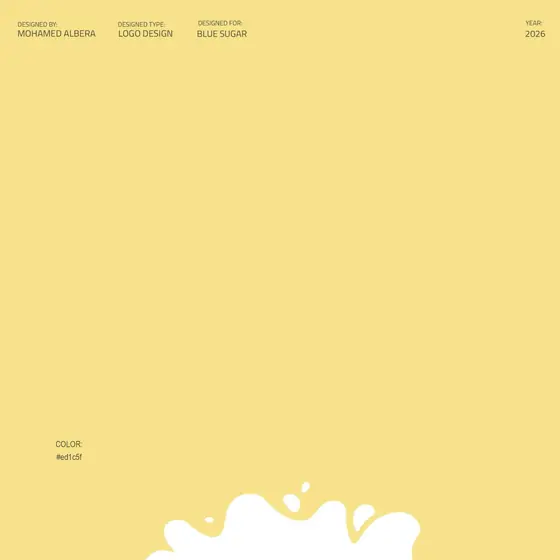 DESIGNED BY:
MOHAMED ALBERA
DESIGNED TYPE:
LOGO DESIGN
DESIGNED FOR:
BLUE SUGAR
YEAR:
2026
COLOR:
#ed1c5f